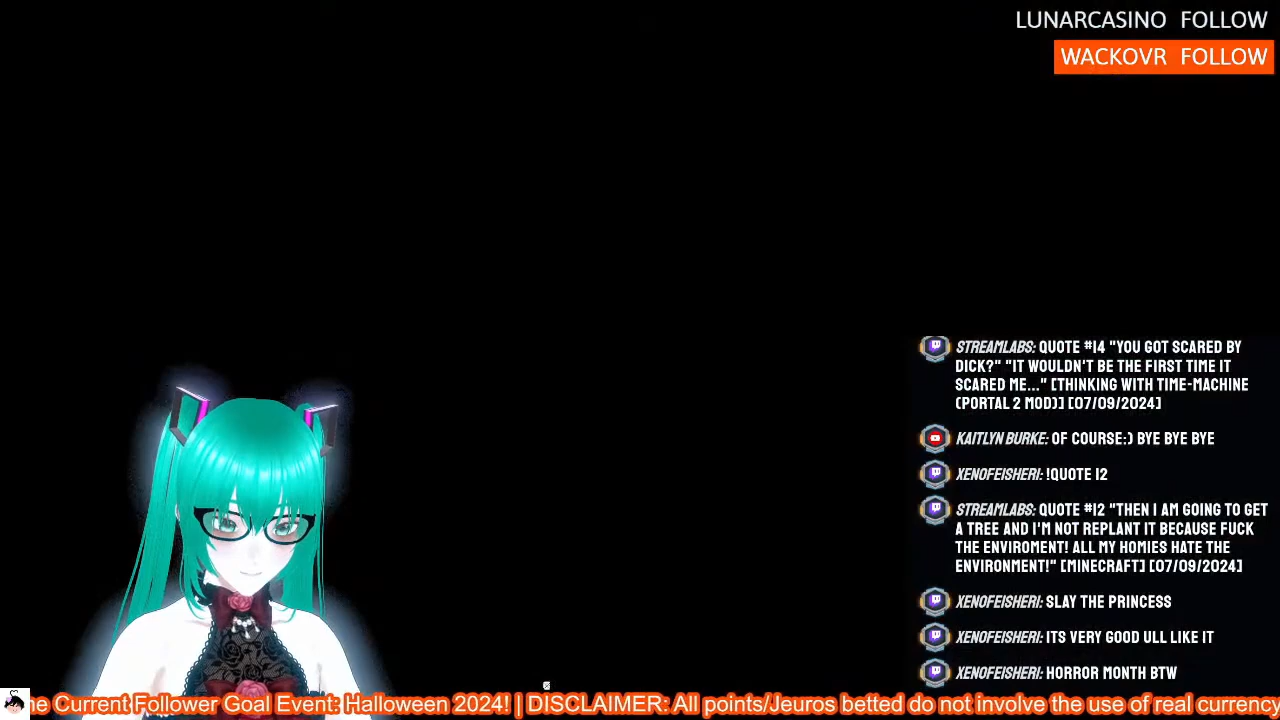 LUNARCASINO FOLLOW
WACKOVR FOLLOW
STREAMLABS: QUOTE #14 "YOU GOT SCARED BY
DICK?" "IT WOULDN'T BE THE FIRST TIME IT
SCARED ME..." [THINKING WITH TIME-MACHINE
(PORTAL 2 MOD)] [07/09/2024]
KAITLYN BURKE: OF COURSE:) BYE BYE BYE
XENOFEISHERI: !QUOTE 12
STREAMLABS: QUOTE #12 "THEN I AM GOING TO GET
A TREE AND I'M NOT REPLANT IT BECAUSE FUCK
THE ENVIROMENT! ALL MY HOMIES HATE THE
ENVIRONMENT!" [MINECRAFT] [07/09/2024]
XENOFEISHERI: SLAY THE PRINCESS
XENOFEISHERI: ITS VERY GOOD ULL LIKE IT
XENOFEISHERI: HORROR MONTH BTW
he Current Follower Goal Event: Halloween 2024! | DISCLAIMER: All points/Jeuros betted do not involve the use of real currency